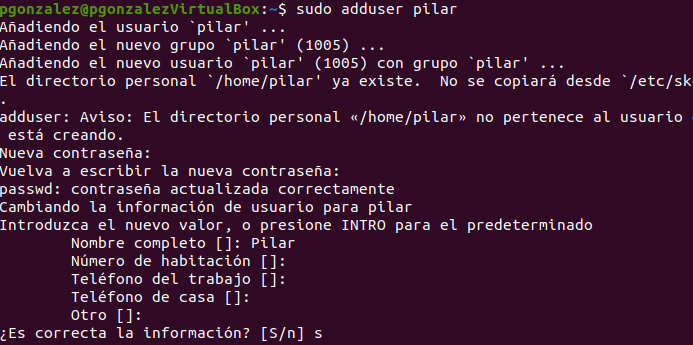 pgonzalez@pgonzalezVirtualBox:~$ sudo adduser pilar
Añadiendo el usuario `pilar' ...
Añadiendo el nuevo grupo `pilar' (1005) ...
Añadiendo el nuevo usuario `pilar' (1005) con grupo `pilar' ...
El directorio personal `/home/pilar' ya existe.  No se copiará desde `/etc/sk
.
adduser: Aviso: El directorio personal «/home/pilar» no pertenece al usuario
 está creando.
Nueva contraseña:
Vuelva a escribir la nueva contraseña:
passwd: contraseña actualizada correctamente
Cambiando la información de usuario para pilar
Introduzca el nuevo valor, o presione INTRO para el predeterminado
        Nombre completo []: Pilar
        Número de habitación []:
        Teléfono del trabajo []:
        Teléfono de casa []:
        Otro []:
¿Es correcta la información? [S/n] s